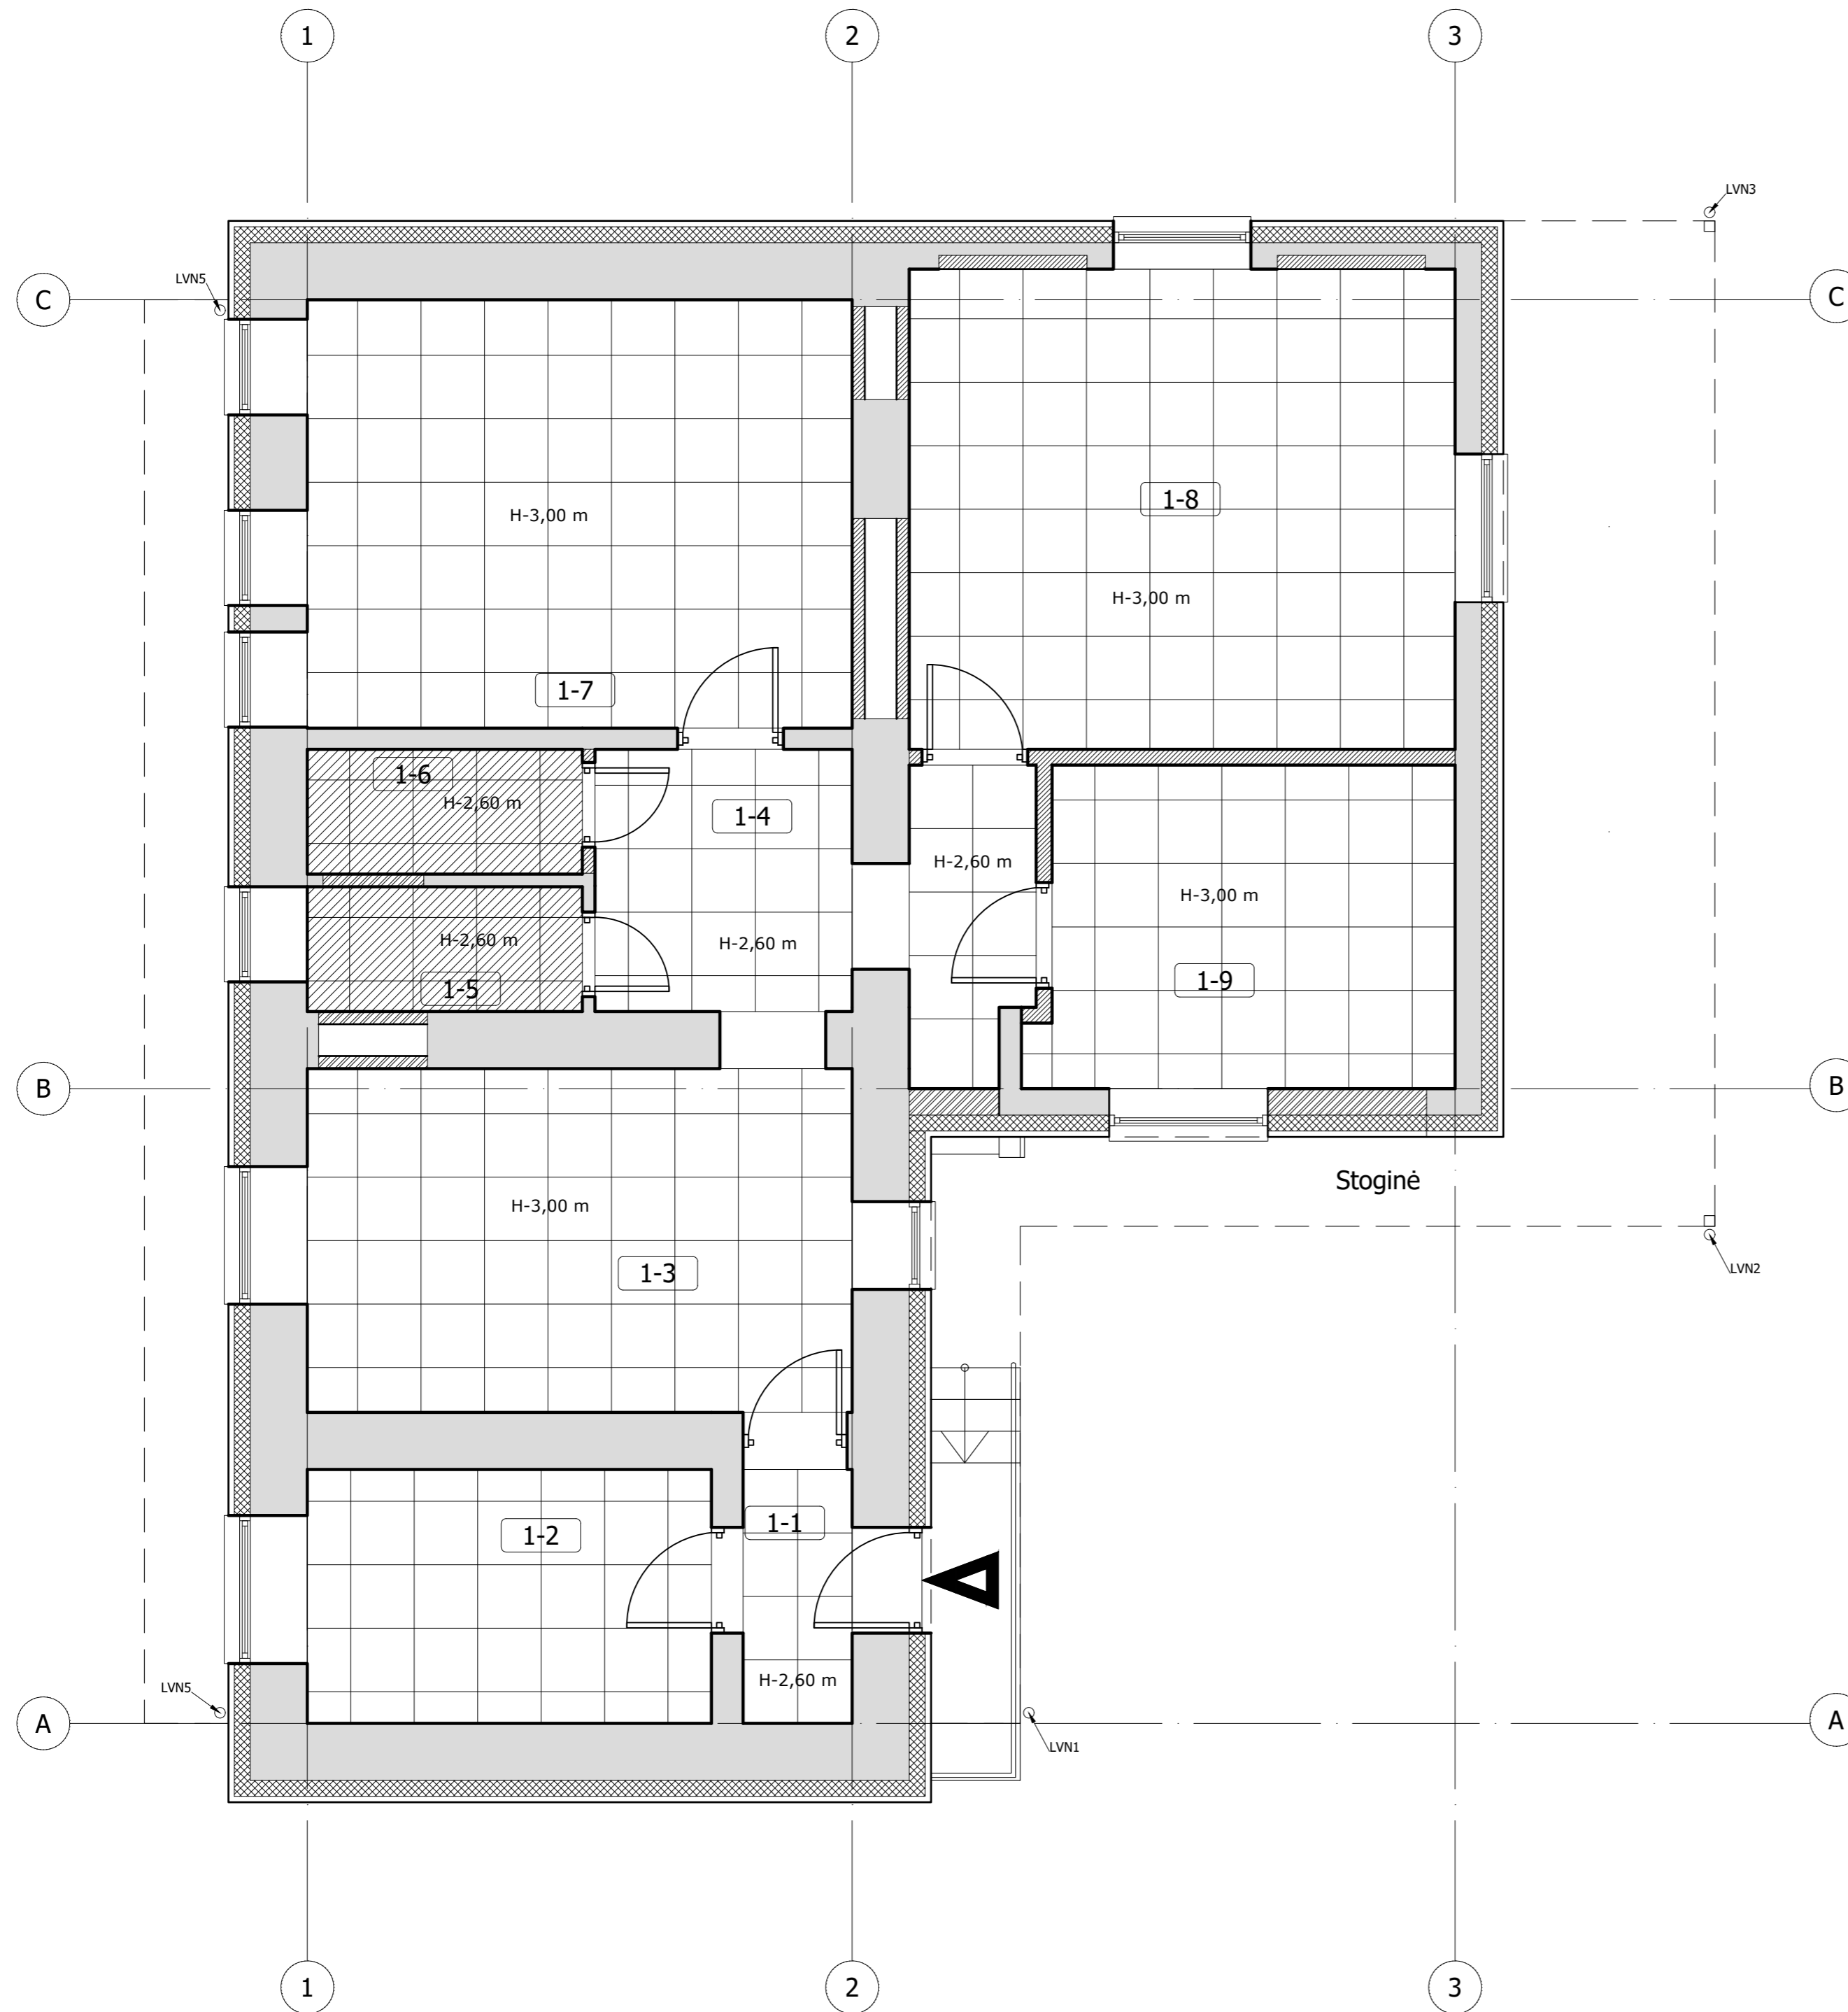 1
2
3
LVN3
LVN5
C
C
1-8
H-3,00 m
H-3,00 m
1-7
1-6
H-2,60 m
1-4
H-2,60 m
H-3,00 m
H-2,60 m
H-2,60 m
1-9
1-5
B
B
Stoginė
H-3,00 m
1-3
LVN2
1-1
1-2
H-2,60 m
LVN5
A
A
LVN1
1
2
3